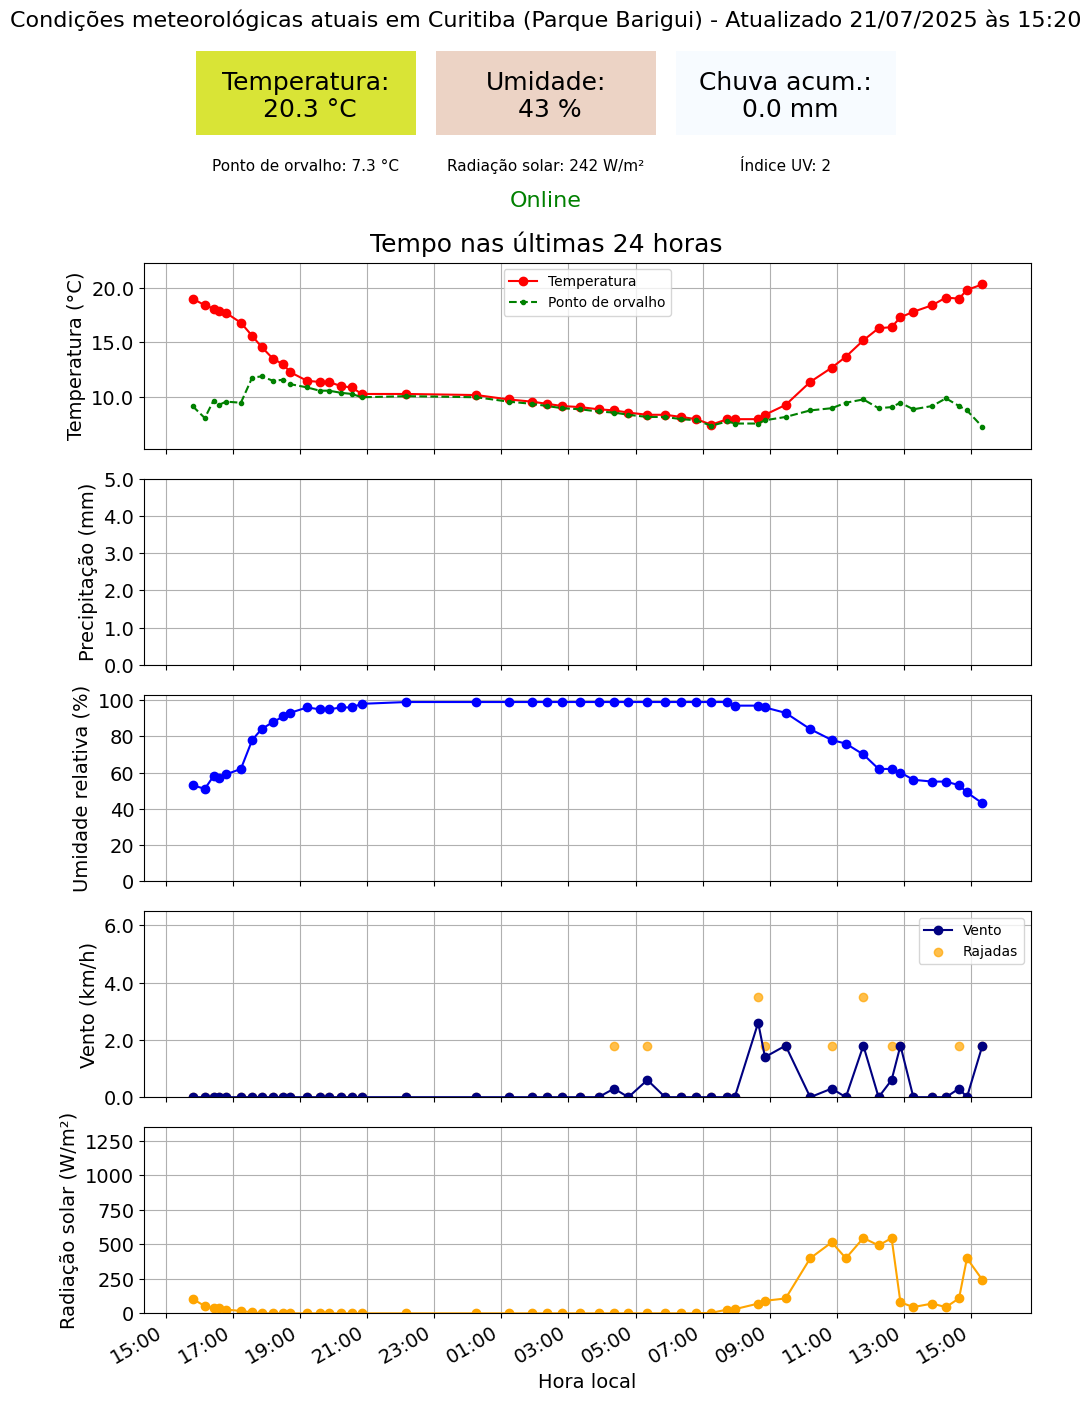 Condições meteorológicas atuais em Curitiba (Parque Barigui) - Atualizado 21/07/2025 às 15:20
Temperatura:
20.3 °C
Umidade:
43 %
Chuva acum.:
0.0 mm
Ponto de orvalho: 7.3 °C
Radiação solar: 242 W/m²
Índice UV: 2
Online
Tempo nas últimas 24 horas
Temperatura (°C)
20.0
15.0
10.0
Temperatura
Ponto de orvalho
Precipitação (mm)
5.0
4.0
3.0
2.0
1.0
0.0
Umidade relativa (%)
100
80
60
40
20
0
Vento (km/h)
6.0
4.0
2.0
0.0
Vento
Rajadas
Radiação solar (W/m²)
1250
1000
750
500
250
0
15:00
17:00
19:00
21:00
23:00
01:00
03:00
05:00
07:00
09:00
11:00
13:00
15:00
Hora local